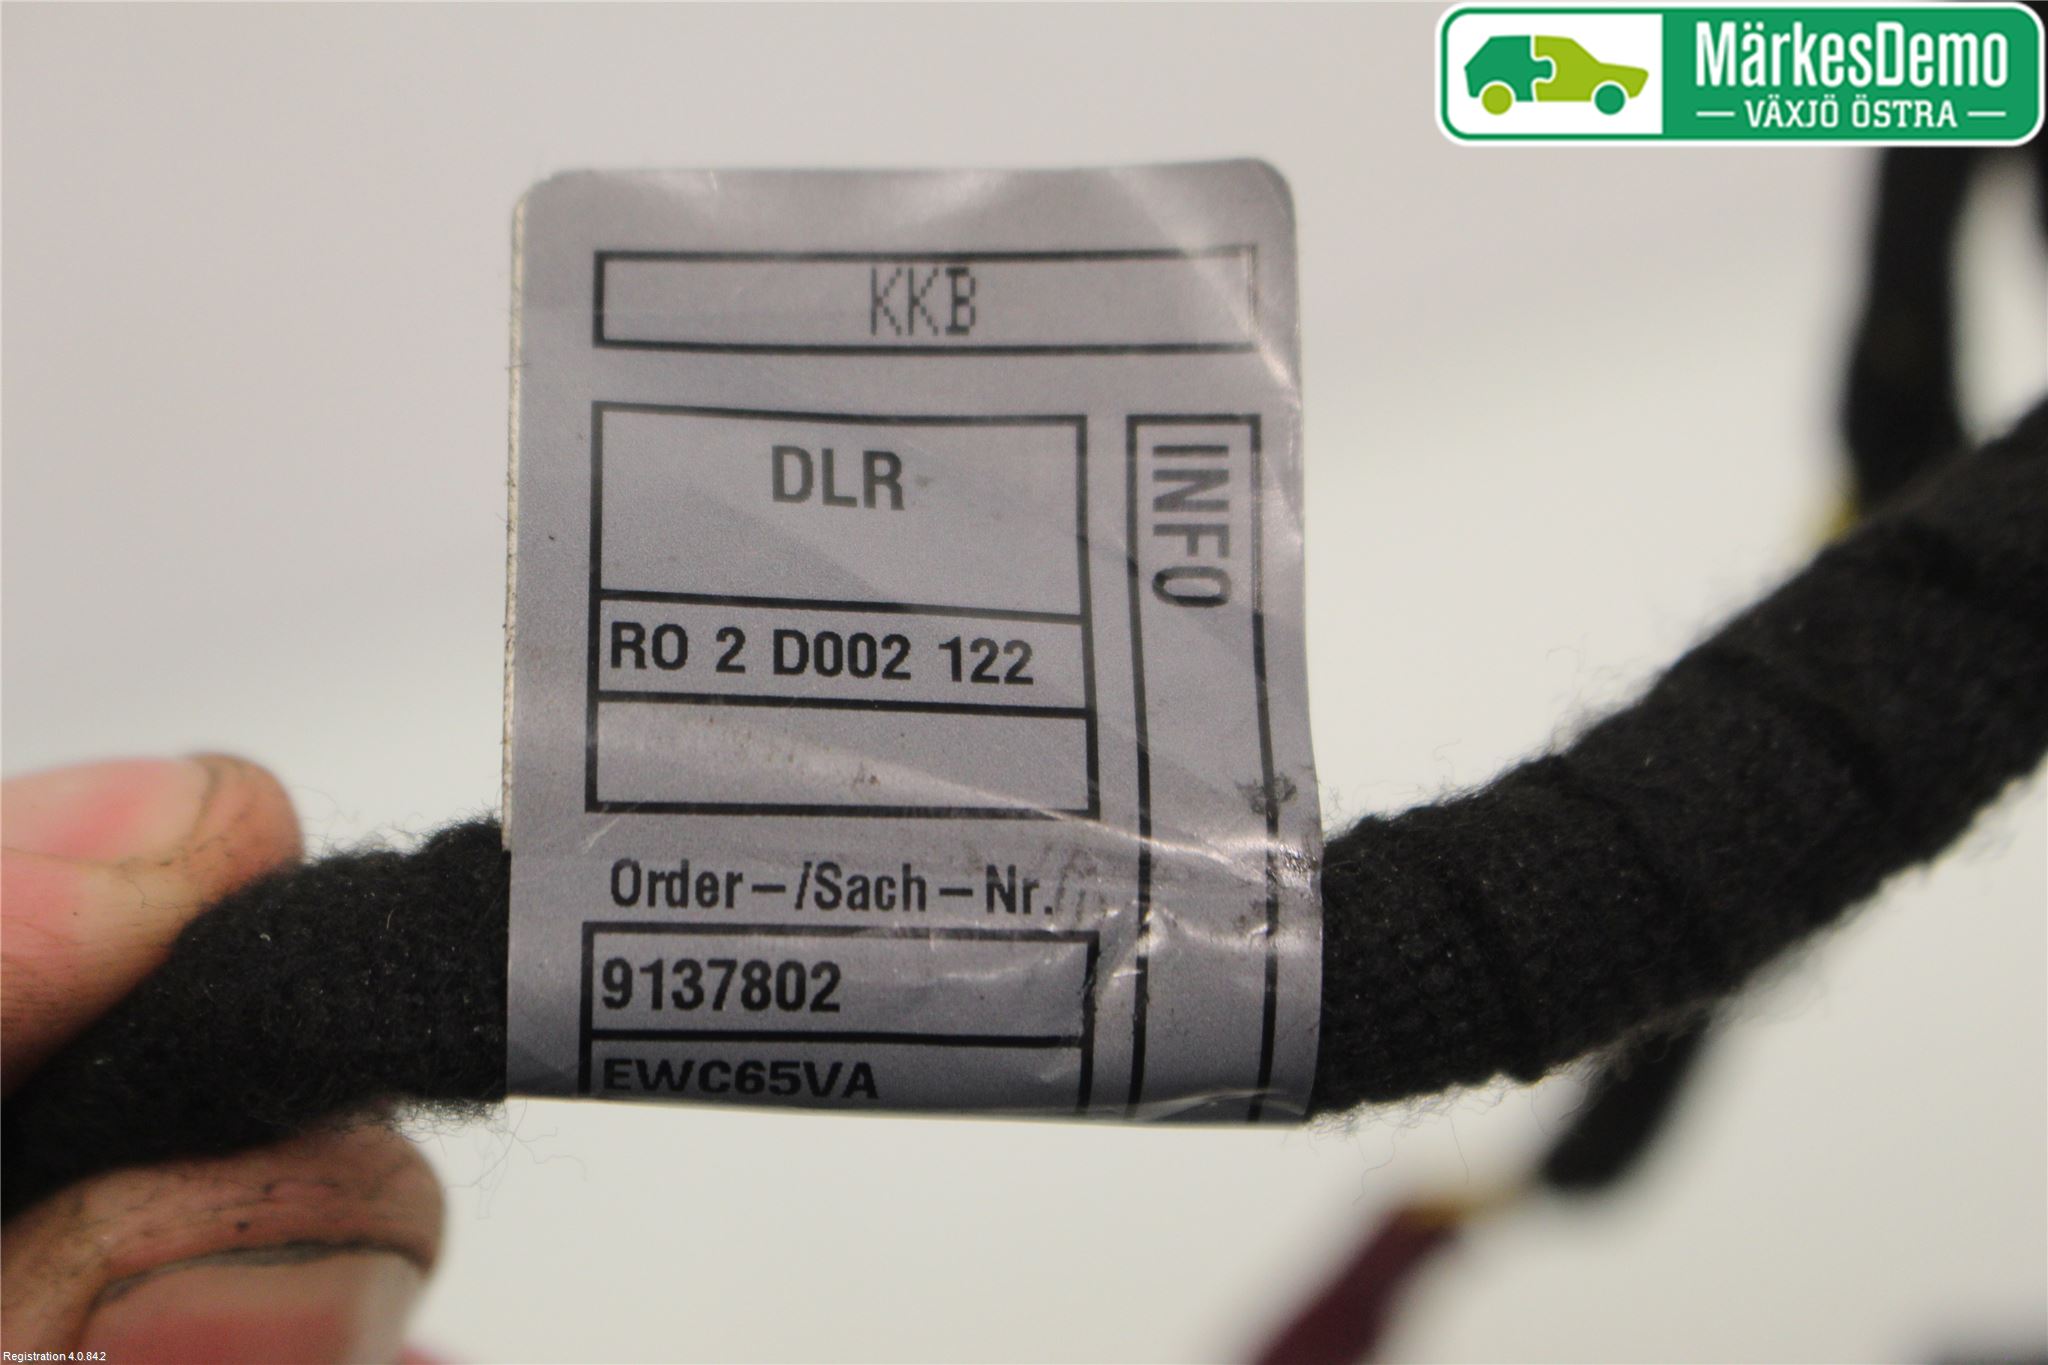 MärkesDemo
VÄXJÖ ÖSTRA
KKB
DLR
INFO
RO 2 D002 122
Order-/Sach-Nr.
9137802
EWC65VA
Registration 4.0.84.2